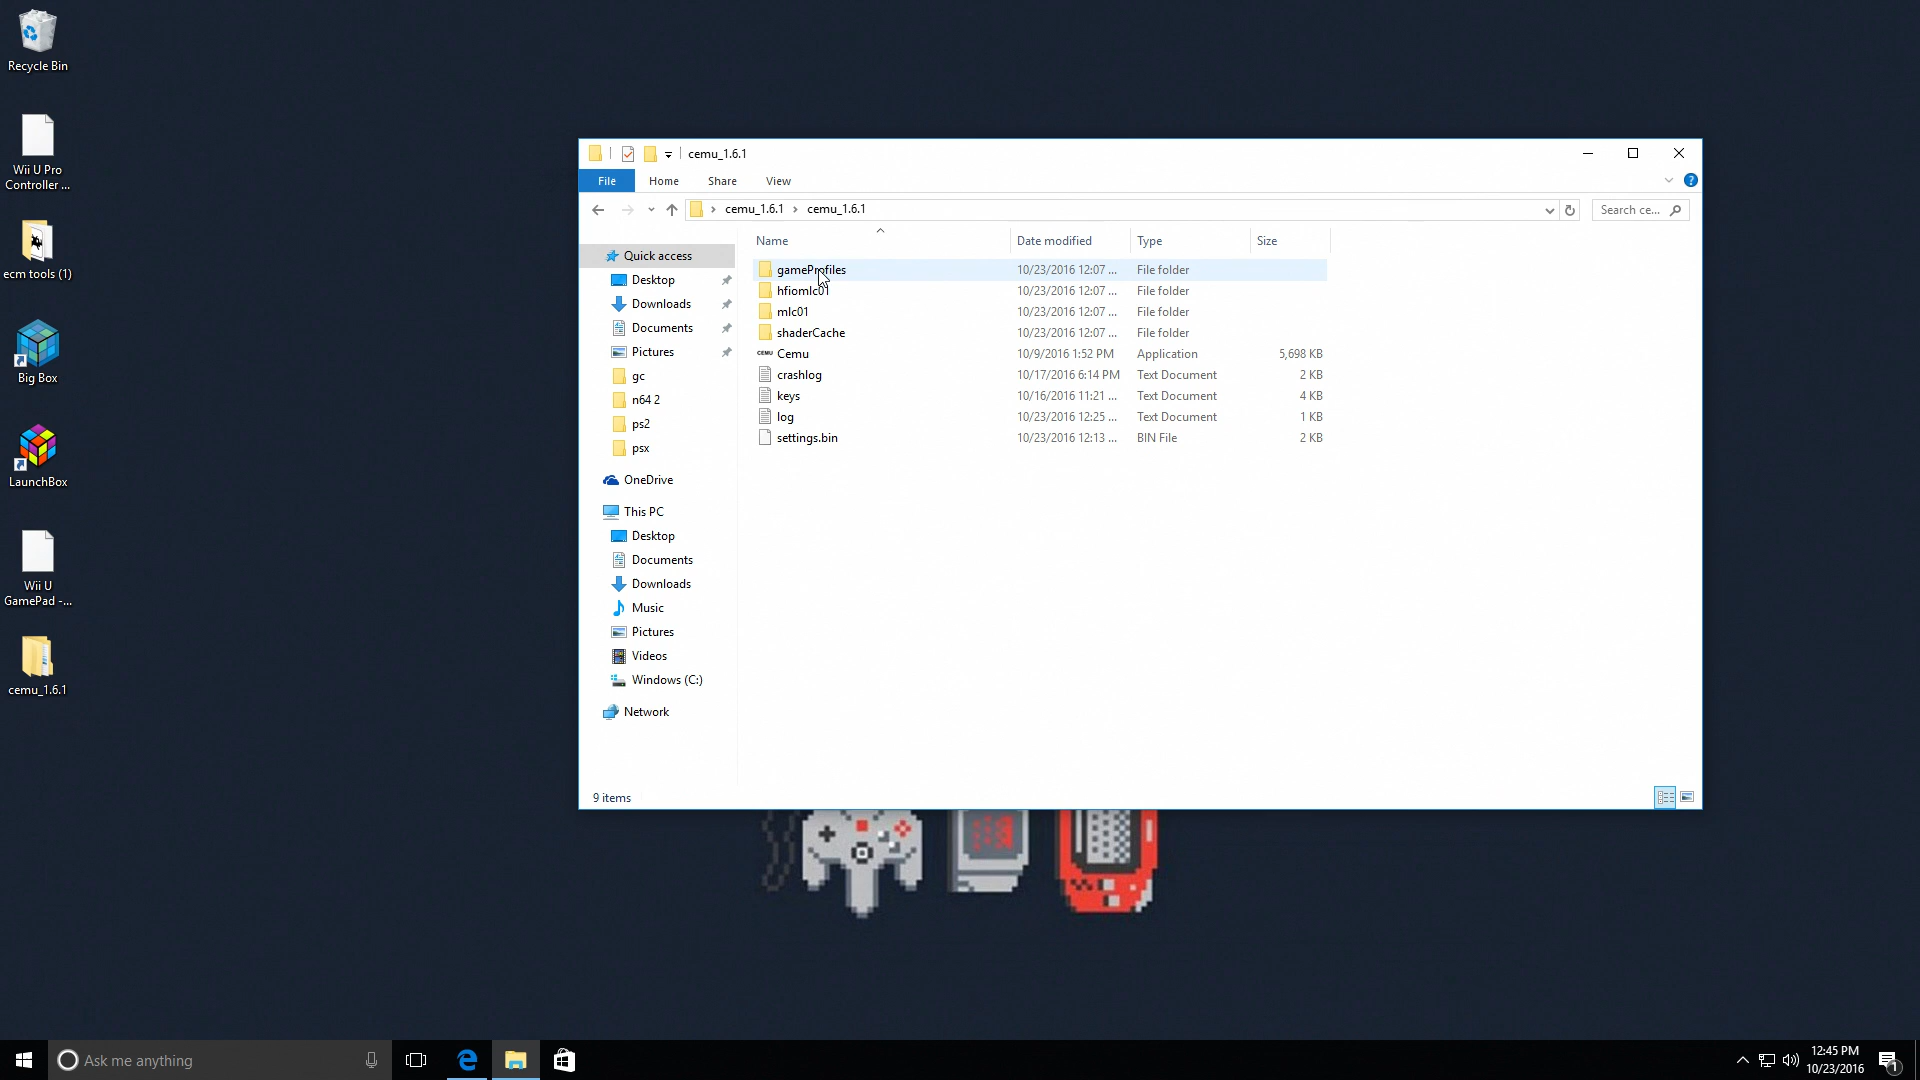 Recycle Bin
Wii U Pro
Controller ...
ecm tools (1)
Big Box
LaunchBox
Wii U
GamePad -...
cemu_1.6.1
cemu_1.6.1
File Home Share View
cemu_1.6.1 cemu_1.6.1 Search ce...
Name Date modified Type Size
Quick access
Desktop
Downloads
Documents
Pictures
gc
n64 2
ps2
psx
OneDrive
This PC
Desktop
Documents
Downloads
Music
Pictures
Videos
Windows (C:)
Network
gameProfiles 10/23/2016 12:07 ... File folder
hfiomlc01 10/23/2016 12:07 ... File folder
mlc01 10/23/2016 12:07 ... File folder
shaderCache 10/23/2016 12:07 ... File folder
CEMU Cemu 10/9/2016 1:52 PM Application 5,698 KB
crashlog 10/17/2016 6:14 PM Text Document 2 KB
keys 10/16/2016 11:21 ... Text Document 4 KB
log 10/23/2016 12:25 ... Text Document 1 KB
settings.bin 10/23/2016 12:13 ... BIN File 2 KB
9 items
Ask me anything
12:45 PM
10/23/2016
1